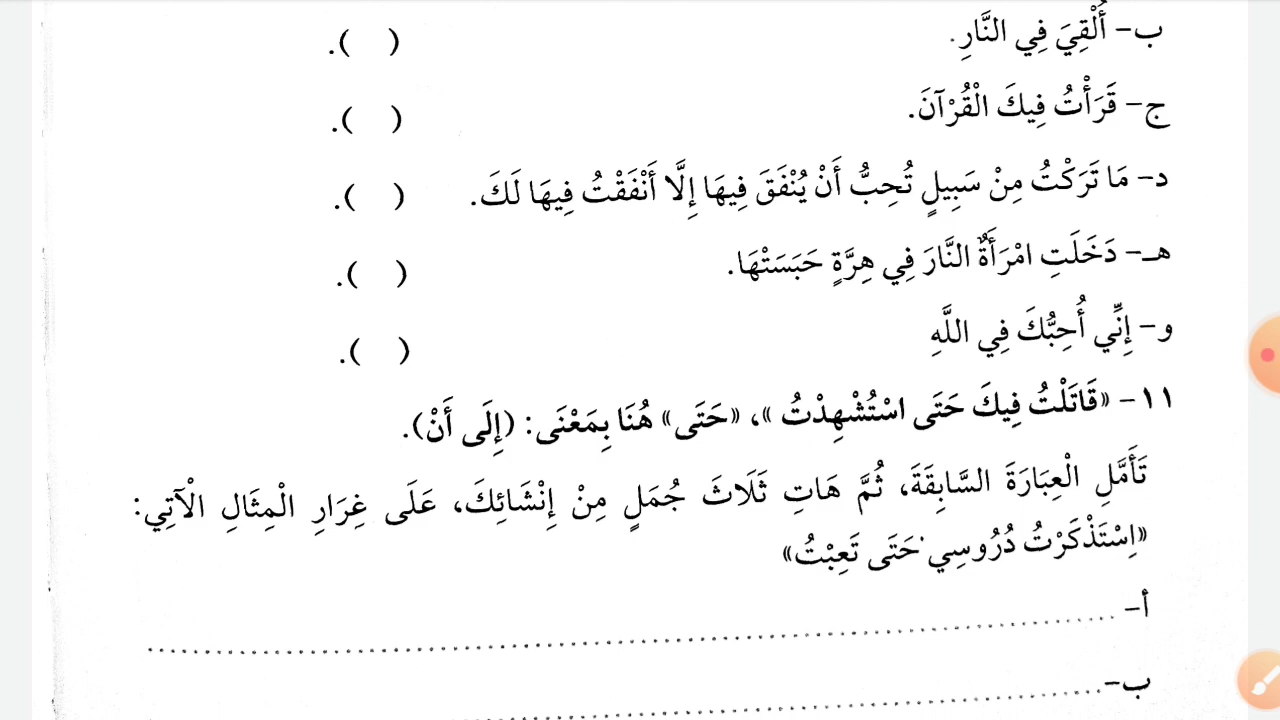 ب- أُلْقِيَ فِي النَّارِ. ( ).
ج- قَرَأْتُ فِيكَ الْقُرْآنَ. ( ).
د- مَا تَرَكْتُ مِنْ سَبِيلٍ تُحِبُّ أَنْ يُنْفَقَ فِيهَا إِلَّا أَنْفَقْتُ فِيهَا لَكَ. ( ).
هـ- دَخَلَتِ امْرَأَةٌ النَّارَ فِي هِرَّةٍ حَبَسَتْهَا. ( ).
و- إِنِّي أُحِبُّكَ فِي اللَّهِ ( ).
١١- «قَاتَلْتُ فِيكَ حَتَى اسْتُشْهِدْتُ»، «حَتَى» هُنَا بِمَعْنَى: (إِلَى أَنْ).
تَأَمَّلِ الْعِبَارَةَ السَّابِقَةَ، ثُمَّ هَاتِ ثَلَاثَ جُمَلٍ مِنْ إِنْشَائِكَ، عَلَى غِرَارِ الْمِثَالِ الْآتِي:
«اِسْتَذْكَرْتُ دُرُوسِي حَتَى تَعِبْتُ»
أ- ........................................
ب- ........................................